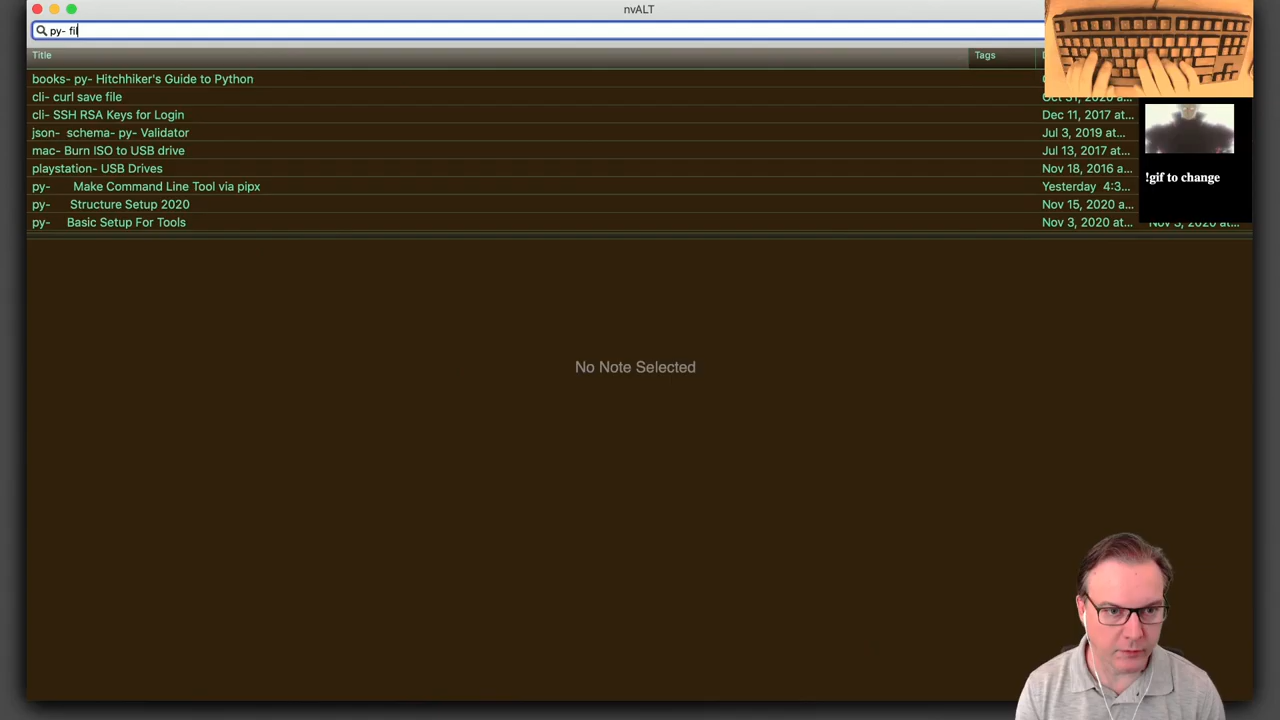 nvALT
py- fil
Title Tags
books- py- Hitchhiker's Guide to Python
cli- curl save file
cli- SSH RSA Keys for Login Dec 11, 2017 at...
json- schema- py- Validator Jul 3, 2019 at...
mac- Burn ISO to USB drive Jul 13, 2017 at...
playstation- USB Drives Nov 18, 2016 a...
py- Make Command Line Tool via pipx Yesterday 4:3...
py- Structure Setup 2020 Nov 15, 2020 a...
py- Basic Setup For Tools Nov 3, 2020 at...
!gif to change
No Note Selected